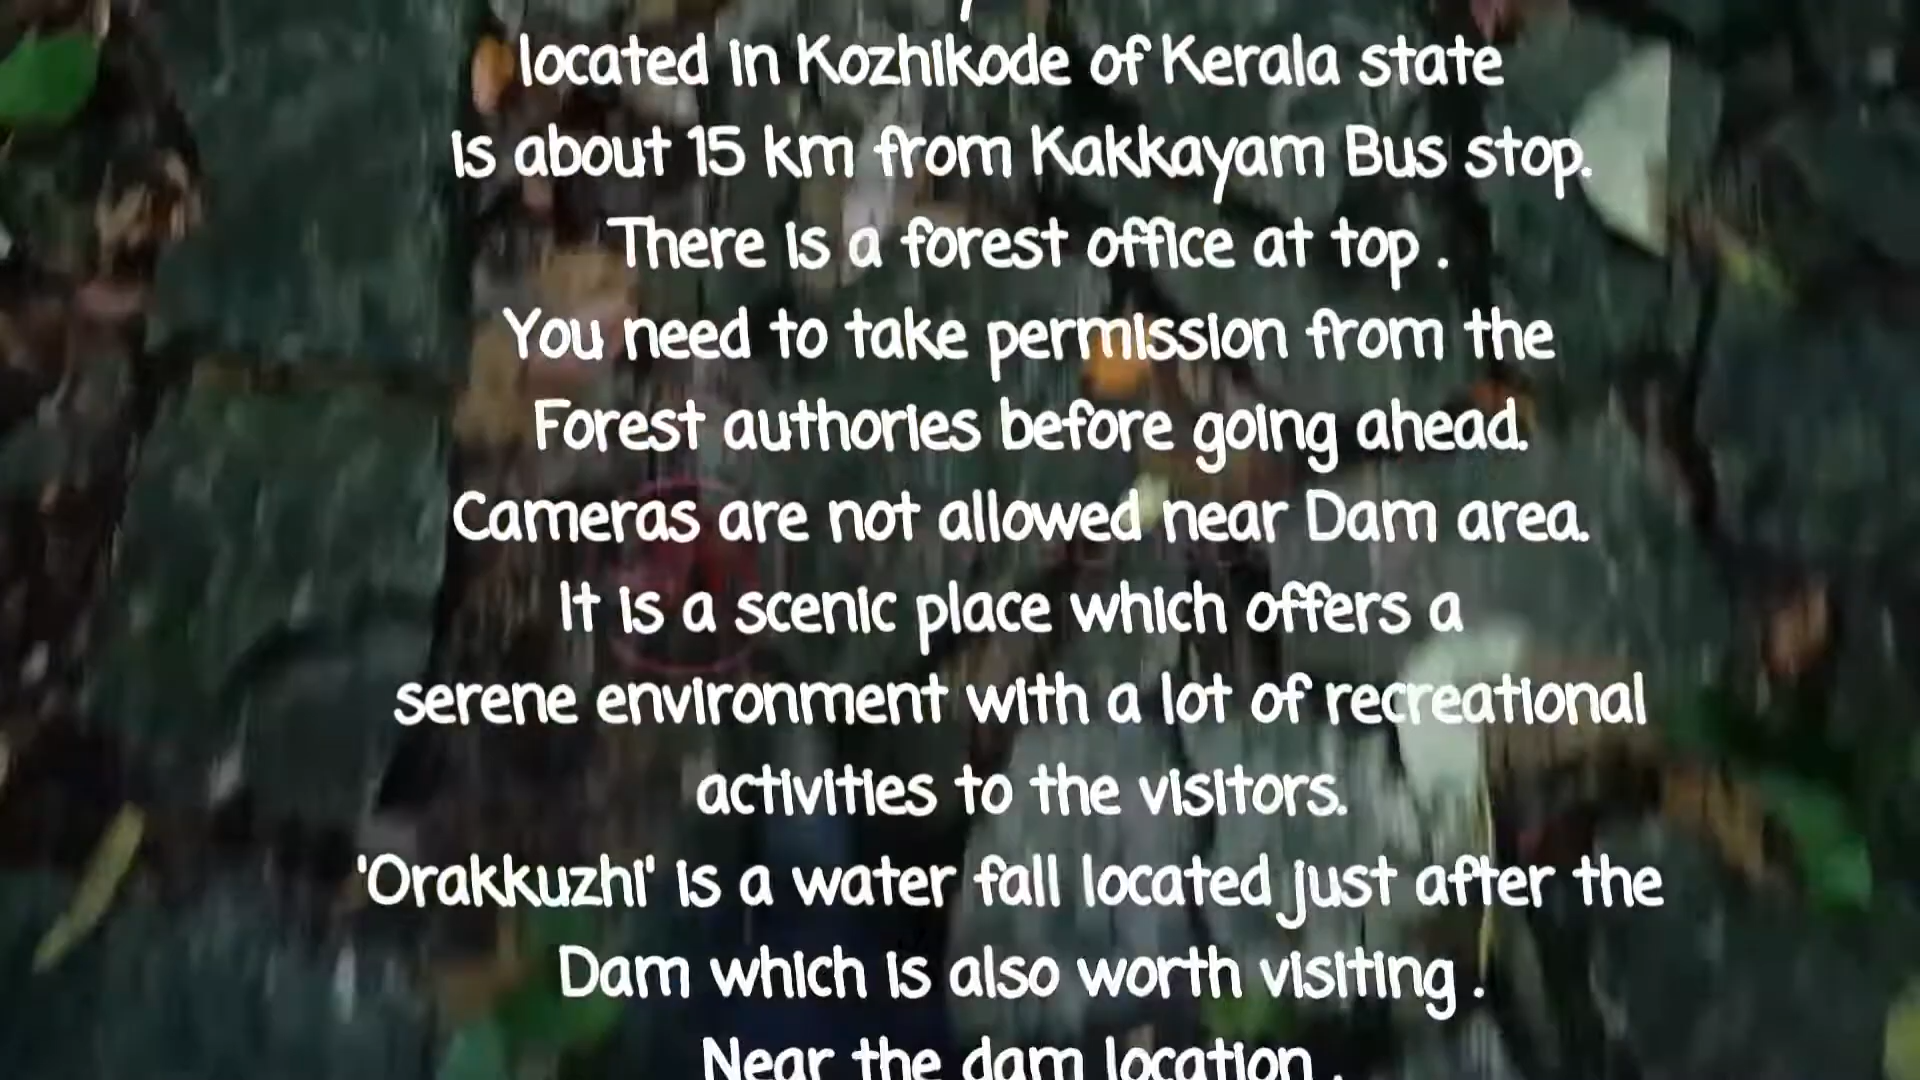 located in Kozhikode of Kerala state
is about 15 km from Kakkayam Bus stop.
There is a forest office at top .
You need to take permission from the
Forest authories before going ahead.
Cameras are not allowed near Dam area.
It is a scenic place which offers a
serene environment with a lot of recreational
activities to the visitors.
'Orakkuzhi' is a water fall located just after the
Dam which is also worth visiting .
Near the dam location ,